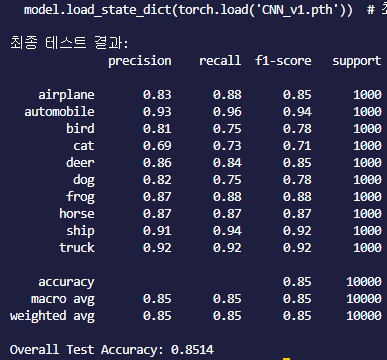 model.load_state_dict(torch.load('CNN_v1.pth'))  #
최종 테스트 결과:
precision recall f1-score support
airplane 0.83 0.88 0.85 1000
automobile 0.93 0.96 0.94 1000
bird 0.81 0.75 0.78 1000
cat 0.69 0.73 0.71 1000
deer 0.86 0.84 0.85 1000
dog 0.82 0.75 0.78 1000
frog 0.87 0.88 0.88 1000
horse 0.87 0.87 0.87 1000
ship 0.91 0.94 0.92 1000
truck 0.92 0.92 0.92 1000
accuracy 0.85 10000
macro avg 0.85 0.85 0.85 10000
weighted avg 0.85 0.85 0.85 10000
Overall Test Accuracy: 0.8514